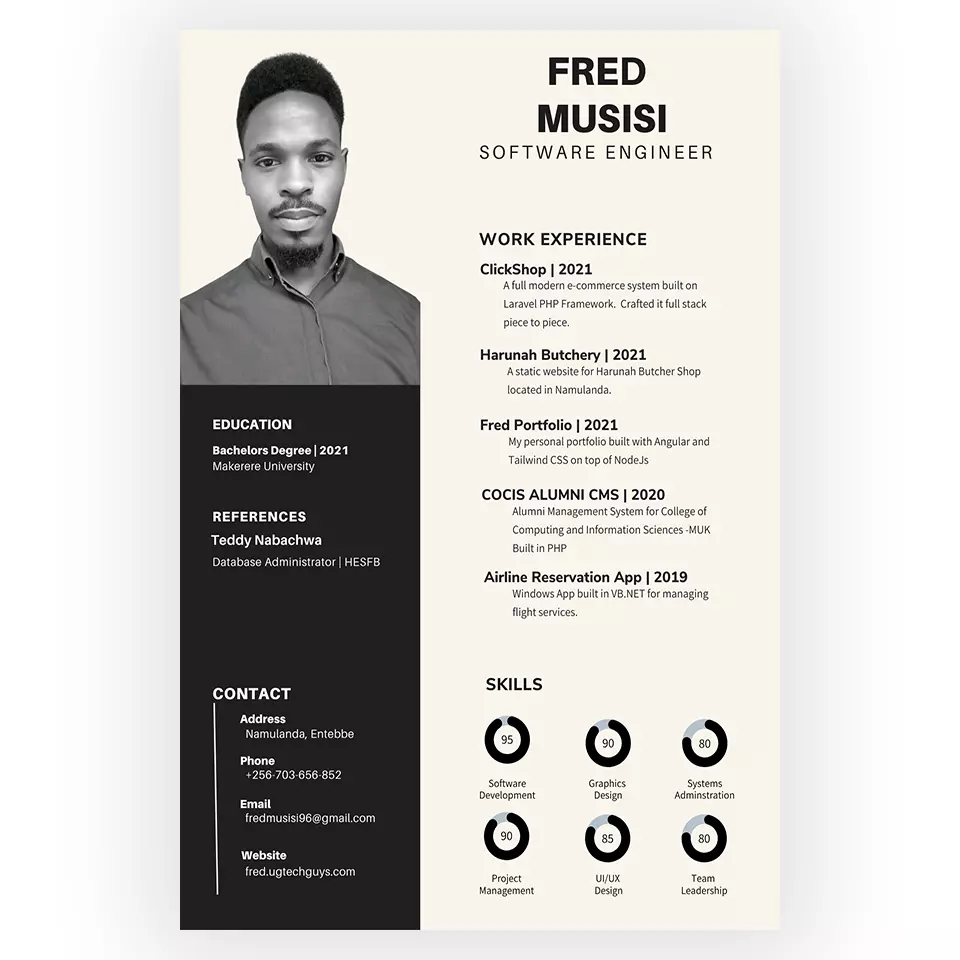 FRED
MUSISI
SOFTWARE ENGINEER
WORK EXPERIENCE
ClickShop | 2021
A full modern e-commerce system built on
Laravel PHP Framework. Crafted it full stack
piece to piece.
Harunah Butchery | 2021
A static website for Harunah Butcher Shop
located in Namulanda.
Fred Portfolio | 2021
My personal portfolio built with Angular and
Tailwind CSS on top of NodeJs
COCIS ALUMNI CMS | 2020
Alumni Management System for College of
Computing and Information Sciences -MUK
Built in PHP
Airline Reservation App | 2019
Windows App built in VB.NET for managing
flight services.
SKILLS
95
Software
Development
90
Graphics
Design
80
Systems
Adminstration
90
Project
Management
85
UI/UX
Design
80
Team
Leadership
EDUCATION
Bachelors Degree | 2021
Makerere University
REFERENCES
Teddy Nabachwa
Database Administrator | HESFB
CONTACT
Address
Namulanda, Entebbe
Phone
+256-703-656-852
Email
fredmusisi96@gmail.com
Website
fred.ugtechguys.com